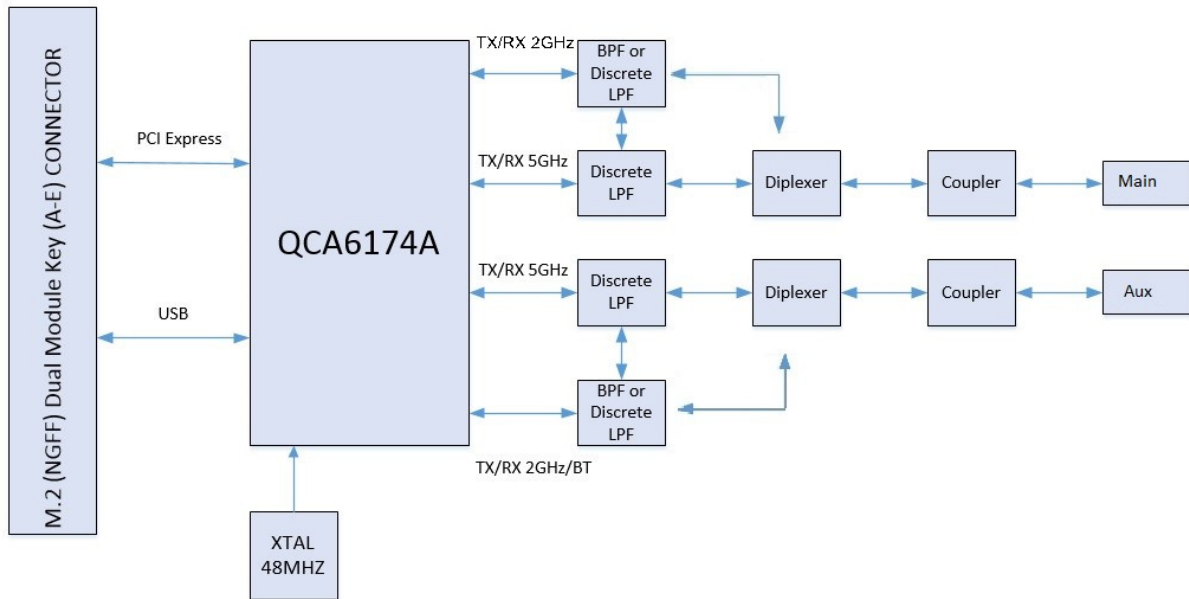 M.2 (NGFF) Dual Module Key (A-E) CONNECTOR
PCI Express
USB
QCA6174A
XTAL
48MHZ
TX/RX 2GHz
BPF or
Discrete
LPF
TX/RX 5GHz
Discrete
LPF
Diplexer
Coupler
Main
TX/RX 5GHz
Discrete
LPF
Diplexer
Coupler
Aux
BPF or
Discrete
LPF
TX/RX 2GHz/BT